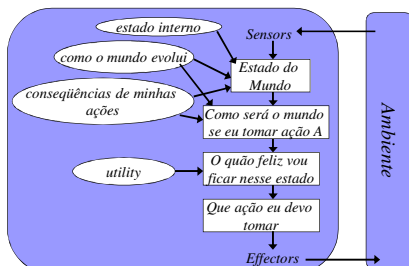 estado interno
Sensors
como o mundo evolui
Estado do
Mundo
conseqüências de minhas
ações
Como será o mundo
se eu tomar ação A
O quão feliz vou
ficar nesse estado
utility
Que ação eu devo
tomar
Effectors
Ambiente